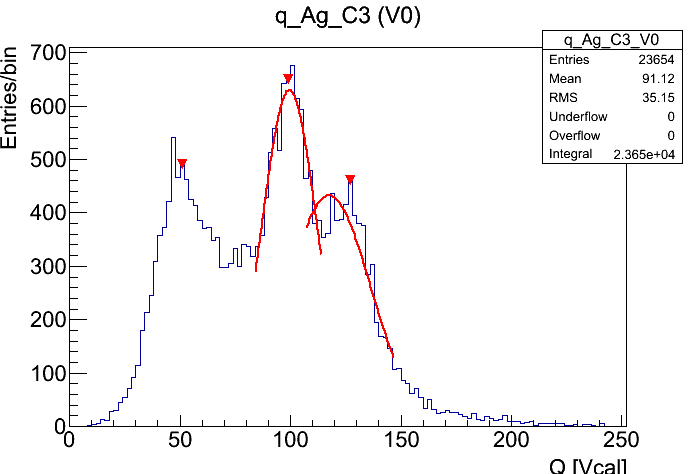 q_Ag_C3 (V0)
q_Ag_C3_V0
Entries 23654
Mean 91.12
RMS 35.15
Underflow 0
Overflow 0
Integral 2.365e+04
Entries/bin
700
600
500
400
300
200
100
0
0 50 100 150 200 250
Q [Vcal]